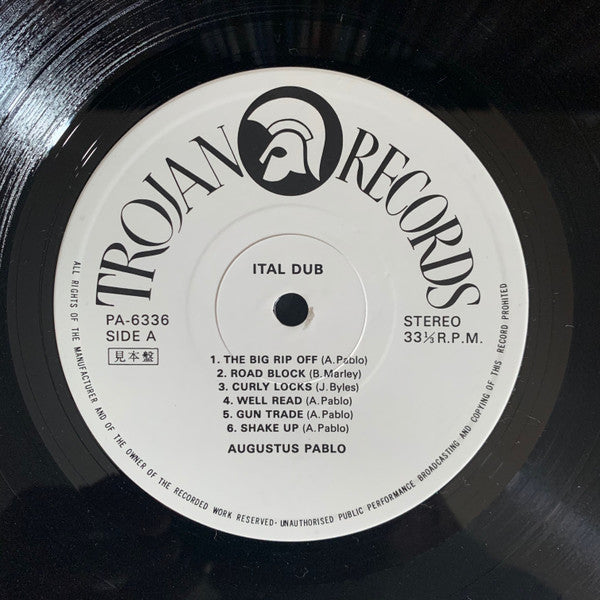 TROJAN RECORDS
ITAL DUB
PA-6336
SIDE A
見本盤
STEREO
33⅓ R.P.M.
1. THE BIG RIP OFF (A.Pablo)
2. ROAD BLOCK (B.Marley)
3. CURLY LOCKS (J.Byles)
4. WELL READ (A.Pablo)
5. GUN TRADE (A.Pablo)
6. SHAKE UP (A.Pablo)
AUGUSTUS PABLO
ALL RIGHTS OF THE MANUFACTURER AND OF THE OWNER OF THE RECORDED WORK RESERVED· UNAUTHORISED PUBLIC PERFORMANCE BROADCASTING AND COPYING OF THIS RECORD PROHITED